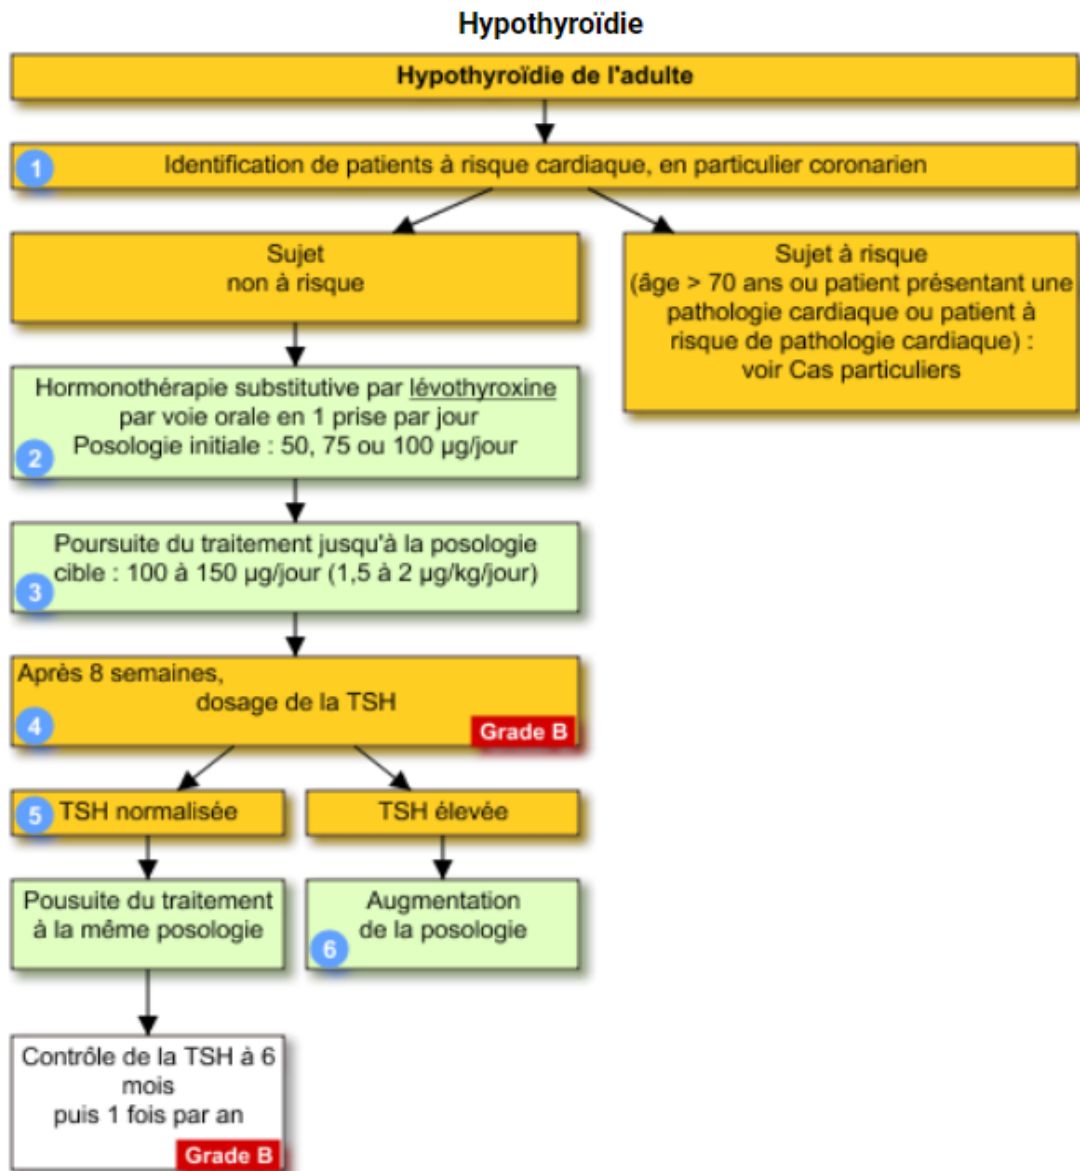 Hypothyroïdie
Hypothyroïdie de l'adulte
1
Identification de patients à risque cardiaque, en particulier coronarien
Sujet
non à risque
Sujet à risque
(âge > 70 ans ou patient présentant une
pathologie cardiaque ou patient à
risque de pathologie cardiaque) :
voir Cas particuliers
Hormonothérapie substitutive par lévothyroxine
par voie orale en 1 prise par jour
Posologie initiale : 50, 75 ou 100 µg/jour
2
Poursuite du traitement jusqu'à la posologie
cible : 100 à 150 µg/jour (1,5 à 2 µg/kg/jour)
3
Après 8 semaines,
dosage de la TSH
4
Grade B
5
TSH normalisée
TSH élevée
Pousuite du traitement
à la même posologie
Augmentation
de la posologie
6
Contrôle de la TSH à 6
mois
puis 1 fois par an
Grade B